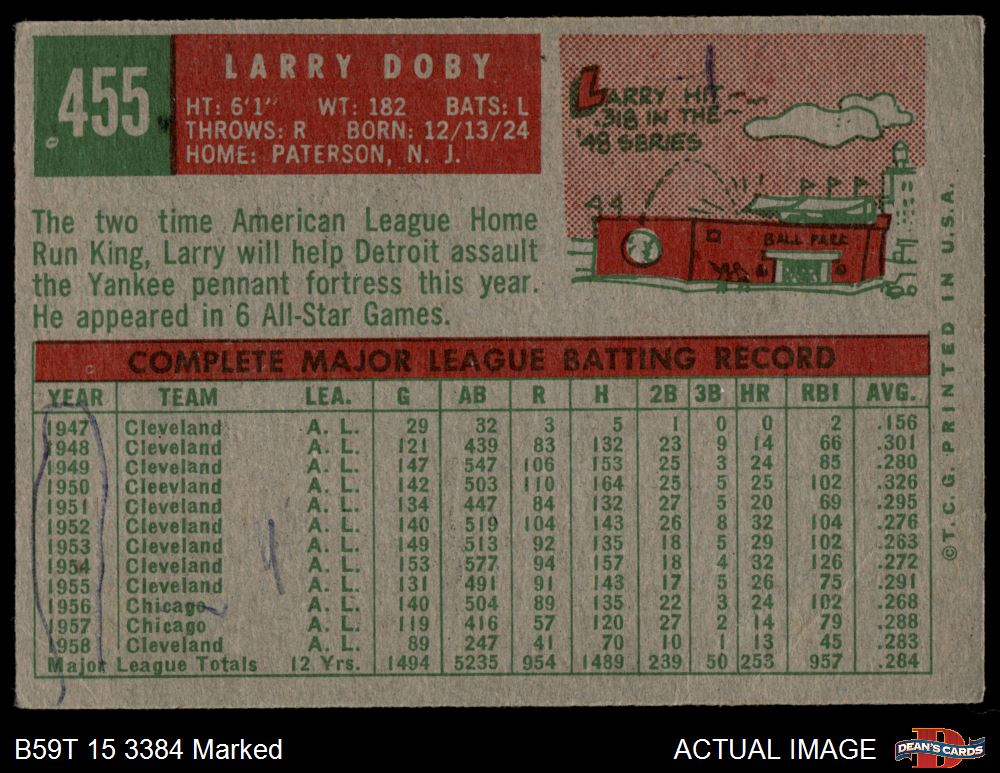 455
LARRY DOBY
HT: 6'1" WT: 182 BATS: L
THROWS: R BORN: 12/13/24
HOME: PATERSON, N. J.
LARRY HIT
.318 IN THE
'48 SERIES
BALL PARK
The two time American League Home
Run King, Larry will help Detroit assault
the Yankee pennant fortress this year.
He appeared in 6 All-Star Games.
COMPLETE MAJOR LEAGUE BATTING RECORD
YEAR TEAM LEA. G AB R H 2B 3B HR RBI AVG.
1947 Cleveland A. L. 29 32 3 5 1 0 0 2 .156
1948 Cleveland A. L. 121 439 83 132 23 9 14 66 .301
1949 Cleveland A. L. 147 547 106 153 25 3 24 85 .280
1950 Cleevland A. L. 142 503 110 164 25 5 25 102 .326
1951 Cleveland A. L. 134 447 84 132 27 5 20 69 .295
1952 Cleveland A. L. 140 519 104 143 26 8 32 104 .276
1953 Cleveland A. L. 149 513 92 135 18 5 29 102 .263
1954 Cleveland A. L. 153 577 94 157 18 4 32 126 .272
1955 Cleveland A. L. 131 491 91 143 17 5 26 75 .291
1956 Chicago A. L. 140 504 89 135 22 3 24 102 .268
1957 Chicago A. L. 119 416 57 120 27 2 14 79 .288
1958 Cleveland A. L. 89 247 41 70 10 1 13 45 .283
Major League Totals 12 Yrs. 1494 5235 954 1489 239 50 253 957 .284
© T. C. G. PRINTED IN U.S.A.
B59T 15 3384 Marked
ACTUAL IMAGE
DEAN'S CARDS